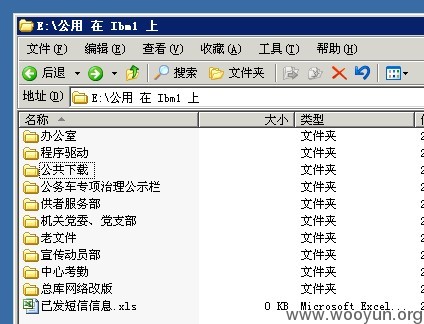 E:\公用 在 Ibm1 上
文件(F) 编辑(E) 查看(V) 收藏(A) 工具(T) 帮助(H)
后退 搜索 文件夹
地址(D) E:\公用 在 Ibm1 上
名称 大小 类型
办公室 文件夹
程序驱动 文件夹
公共下载 文件夹
公务车专项治理公示栏 文件夹
供者服务部 文件夹
机关党委、党支部 文件夹
老文件 文件夹
宣传动员部 文件夹
中心考勤 文件夹
总库网络改版 文件夹
已发短信信息.xls 0 KB Microsoft Excel...
www.wooyun.org